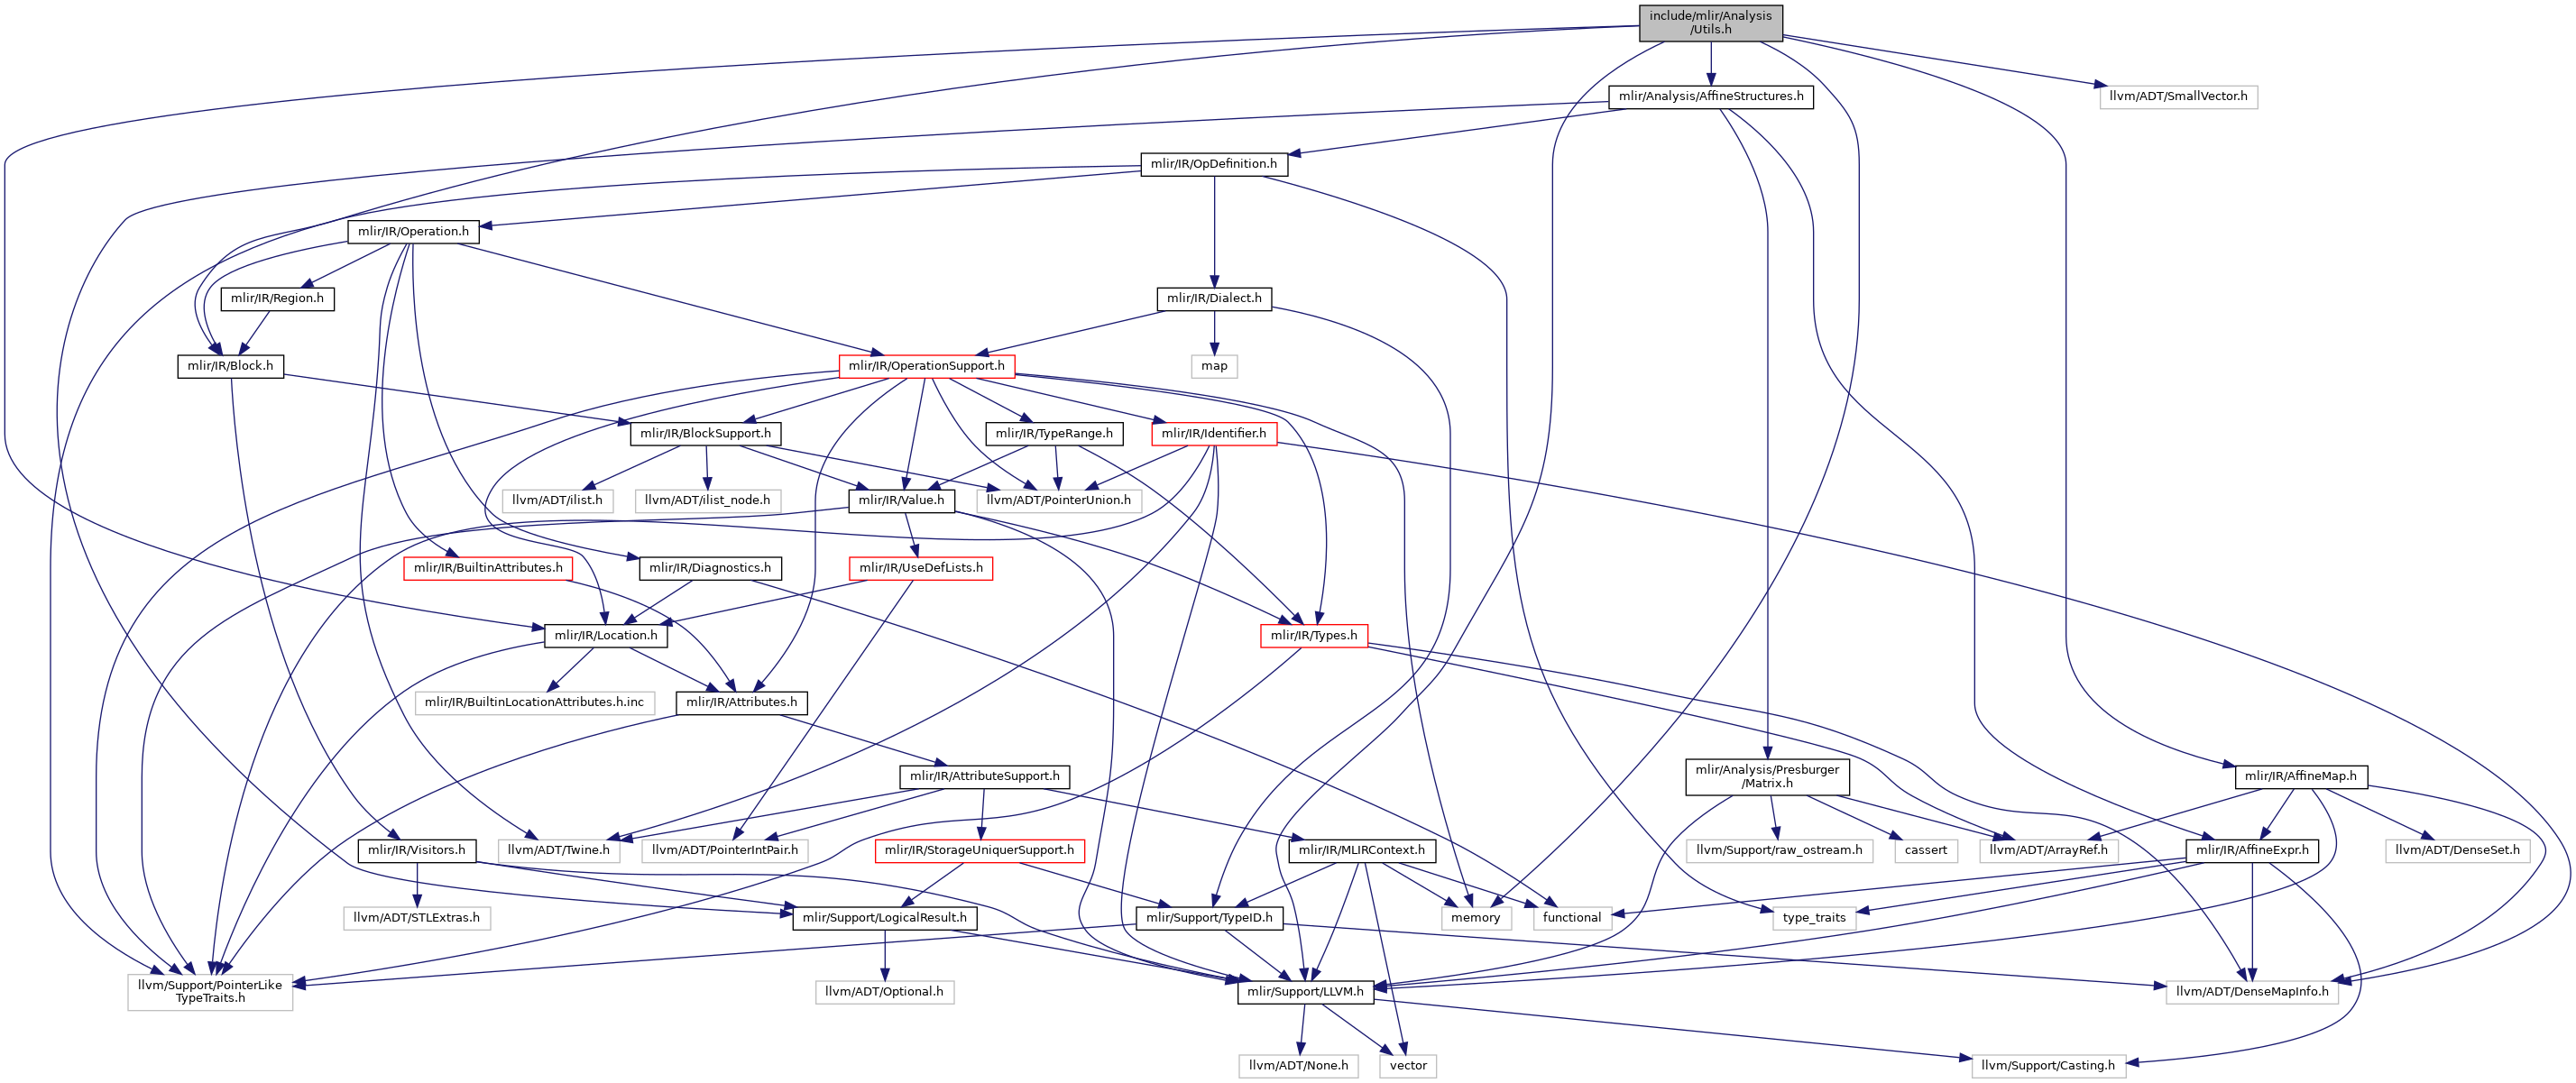 include/mlir/Analysis
/Utils.h
mlir/Analysis/AffineStructures.h
llvm/ADT/SmallVector.h
mlir/IR/OpDefinition.h
mlir/IR/Operation.h
mlir/IR/Region.h
mlir/IR/Dialect.h
mlir/IR/Block.h
mlir/IR/OperationSupport.h
map
mlir/IR/BlockSupport.h
mlir/IR/TypeRange.h
mlir/IR/Identifier.h
llvm/ADT/ilist.h
llvm/ADT/ilist_node.h
mlir/IR/Value.h
llvm/ADT/PointerUnion.h
mlir/IR/BuiltinAttributes.h
mlir/IR/Diagnostics.h
mlir/IR/UseDefLists.h
mlir/IR/Location.h
mlir/IR/Types.h
mlir/IR/BuiltinLocationAttributes.h.inc
mlir/IR/Attributes.h
mlir/IR/AttributeSupport.h
mlir/Analysis/Presburger
/Matrix.h
mlir/IR/AffineMap.h
mlir/IR/Visitors.h
llvm/ADT/Twine.h
llvm/ADT/PointerIntPair.h
mlir/IR/StorageUniquerSupport.h
mlir/IR/MLIRContext.h
llvm/Support/raw_ostream.h
cassert
llvm/ADT/ArrayRef.h
mlir/IR/AffineExpr.h
llvm/ADT/DenseSet.h
llvm/ADT/STLExtras.h
mlir/Support/LogicalResult.h
mlir/Support/TypeID.h
memory
functional
type_traits
llvm/Support/PointerLike
TypeTraits.h
llvm/ADT/Optional.h
mlir/Support/LLVM.h
llvm/ADT/DenseMapInfo.h
llvm/ADT/None.h
vector
llvm/Support/Casting.h